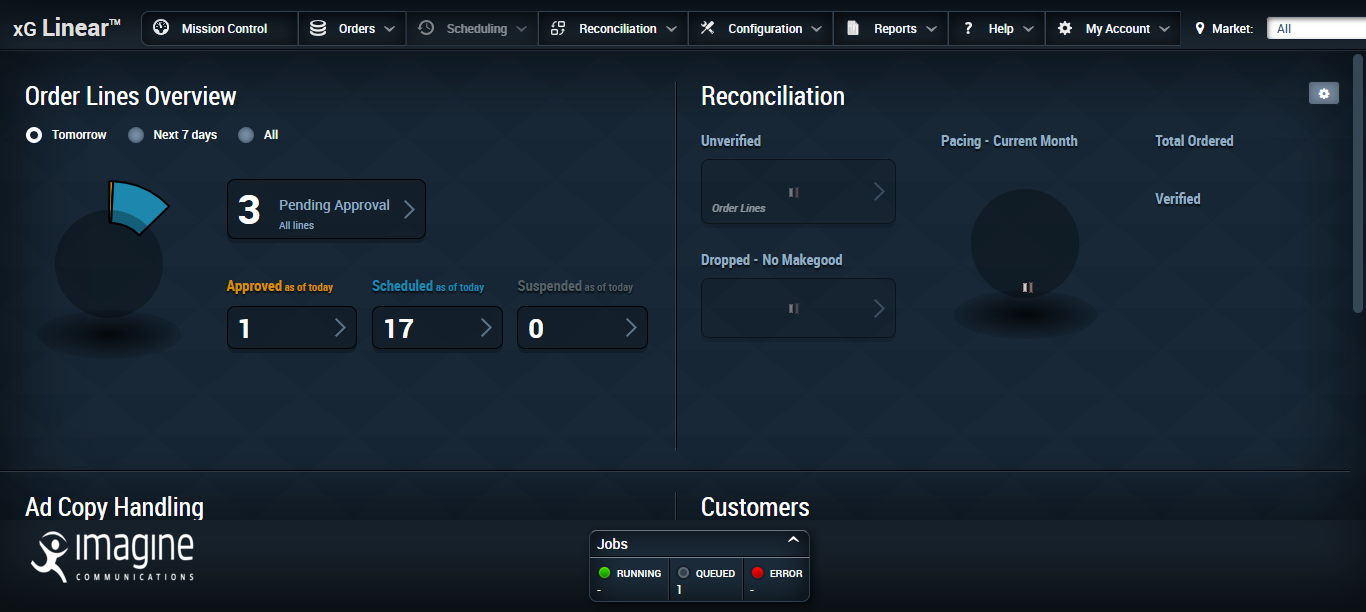 xG Linear™ Mission Control Orders Scheduling Reconciliation Configuration Reports ? Help My Account Market: All
Order Lines Overview
Tomorrow Next 7 days All
3 Pending Approval
All lines
Approved as of today Scheduled as of today Suspended as of today
1 17 0
Reconciliation
Unverified Pacing - Current Month Total Ordered
Order Lines
Verified
Dropped - No Makegood
Ad Copy Handling
Customers
imagine
COMMUNICATIONS
Jobs
RUNNING QUEUED ERROR
- 1 -